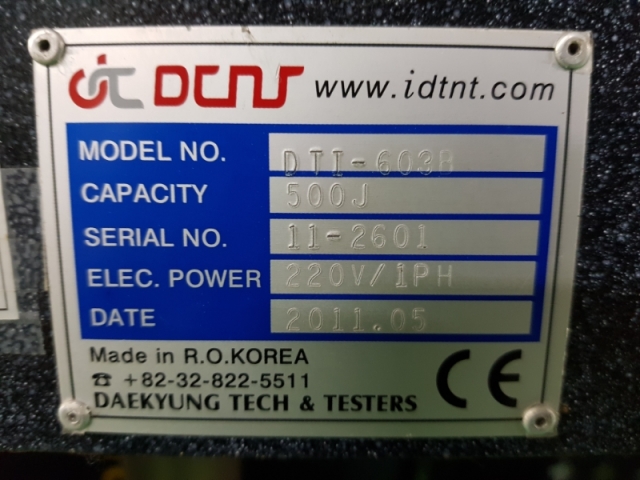 DTNT www.idtnt.com
MODEL NO. DTI-603B
CAPACITY 500J
SERIAL NO. 11-2601
ELEC. POWER 220V/1PH
DATE 2011.05
Made in R.O.KOREA
☎ +82-32-822-5511
DAEKYUNG TECH & TESTERS
CE